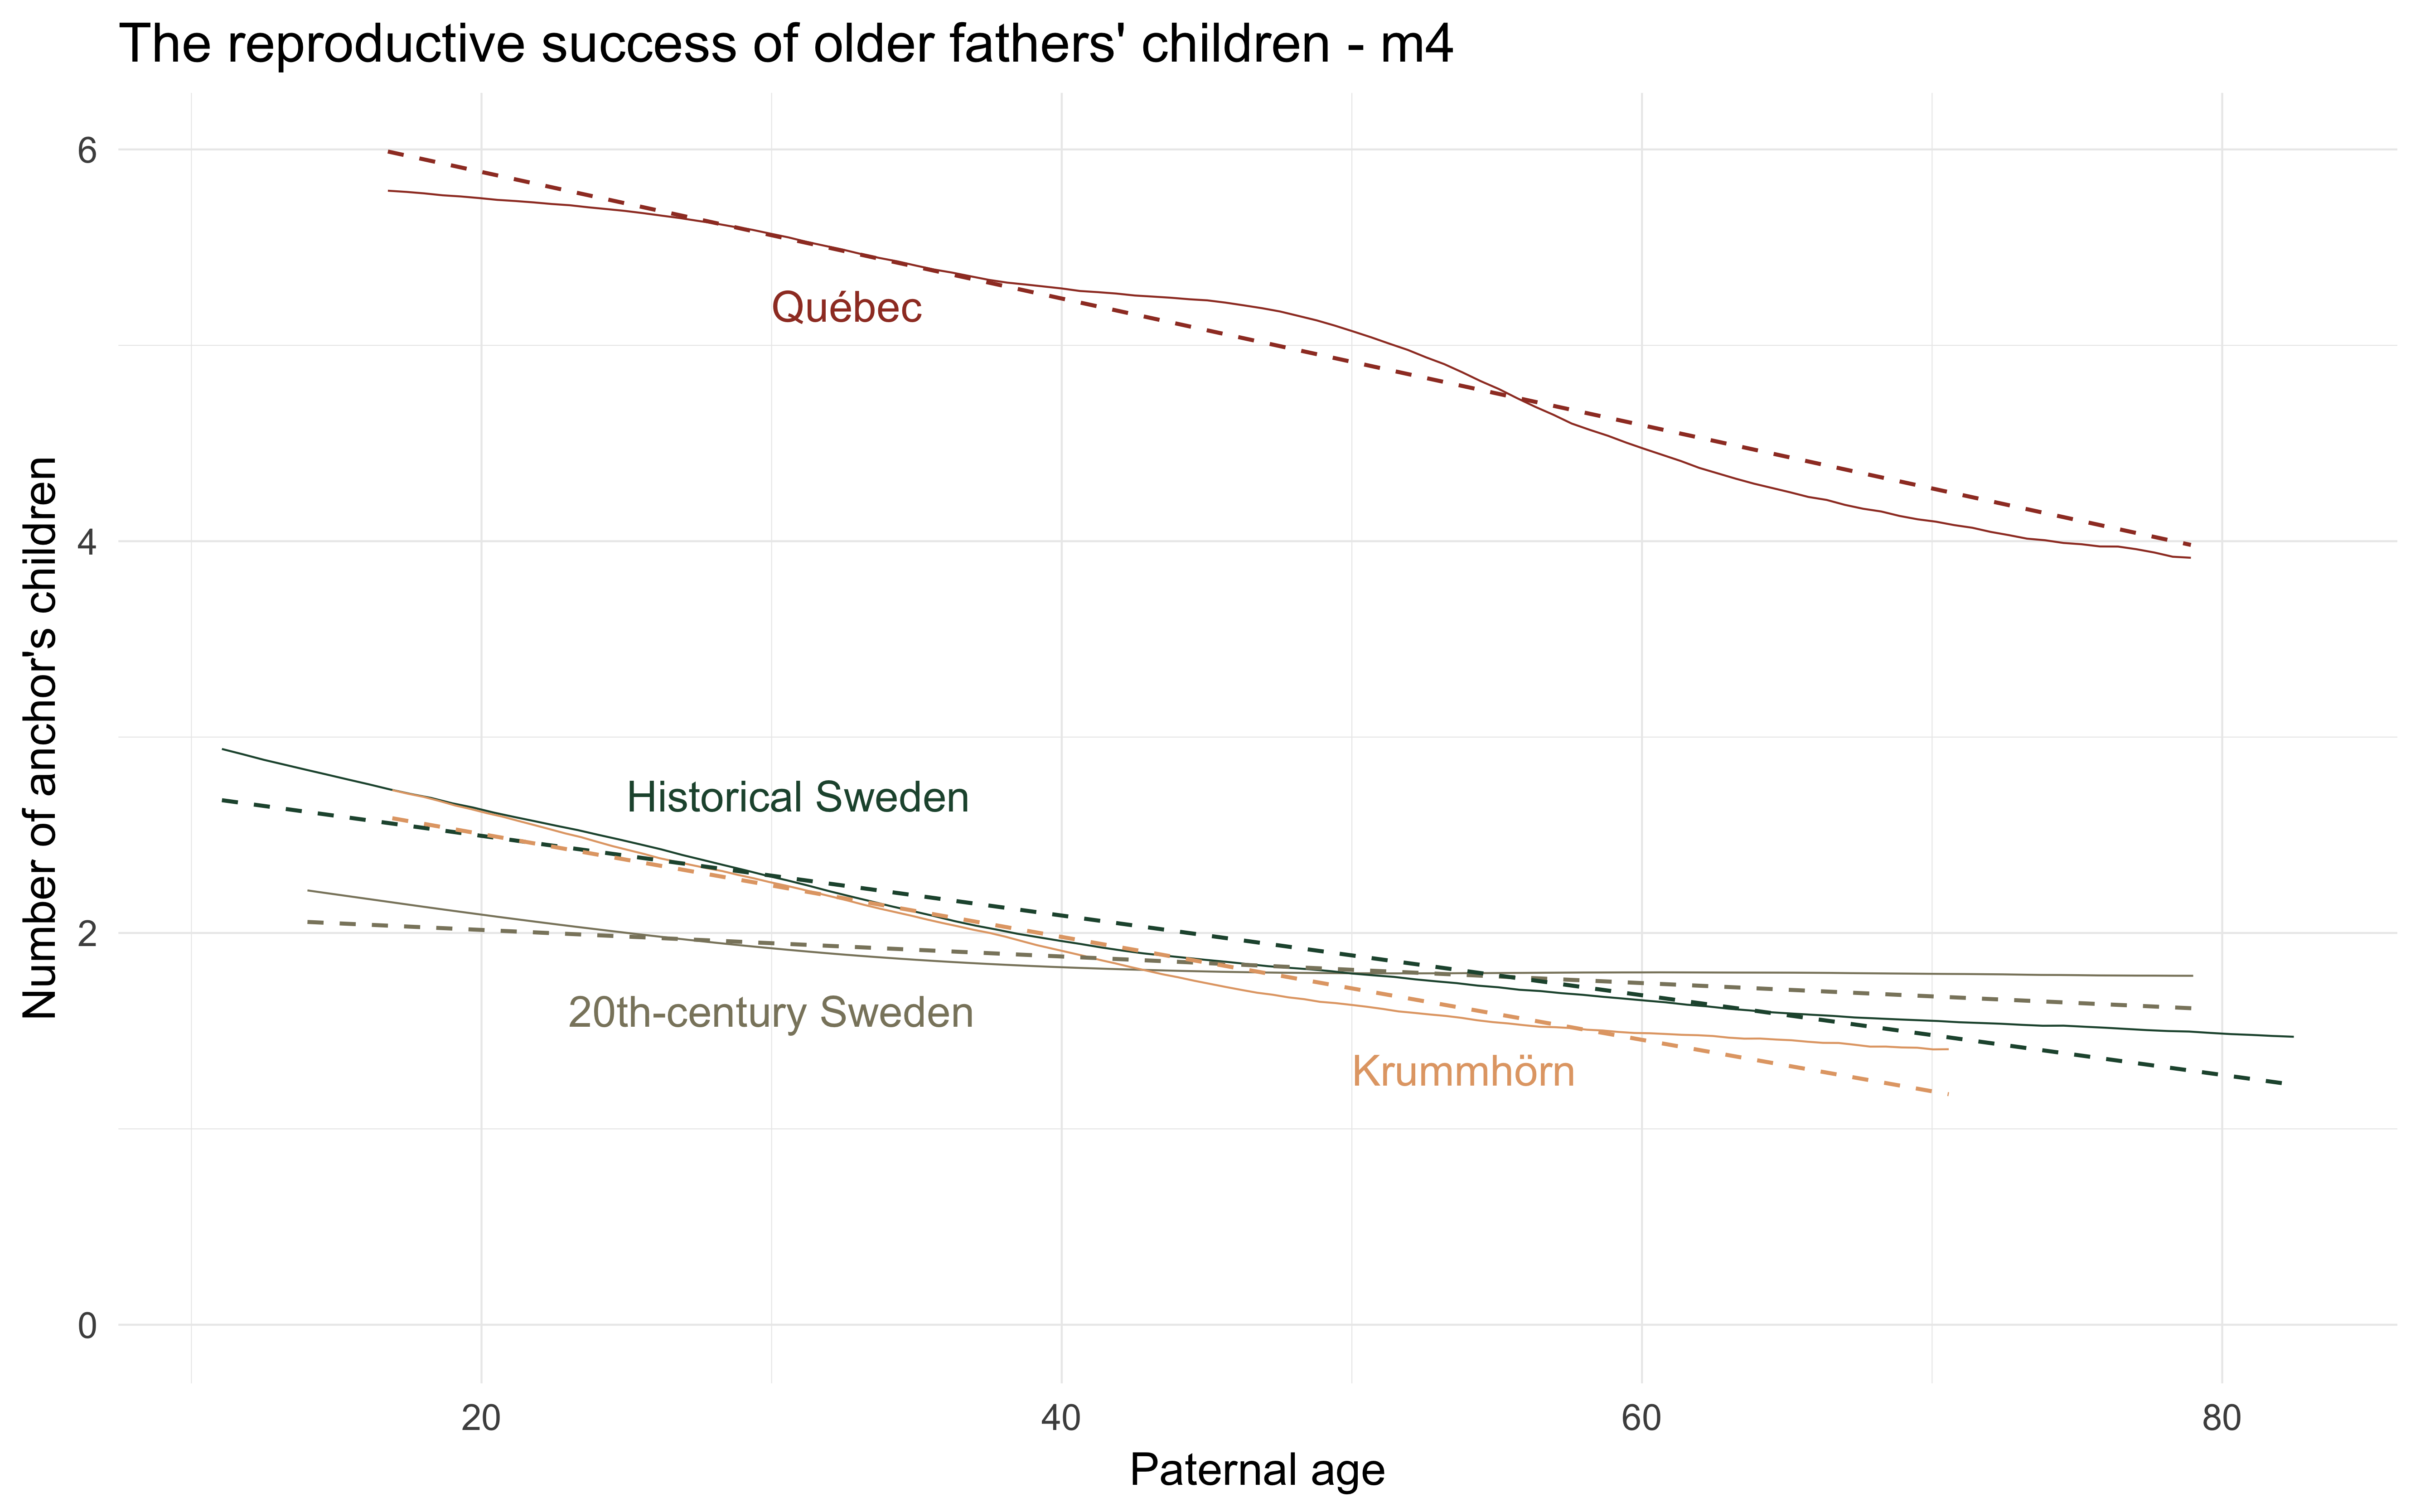 The reproductive success of older fathers' children - m4
Number of anchor's children
6
4
2
0
Québec
Historical Sweden
20th-century Sweden
Krummhörn
20
40
60
80
Paternal age